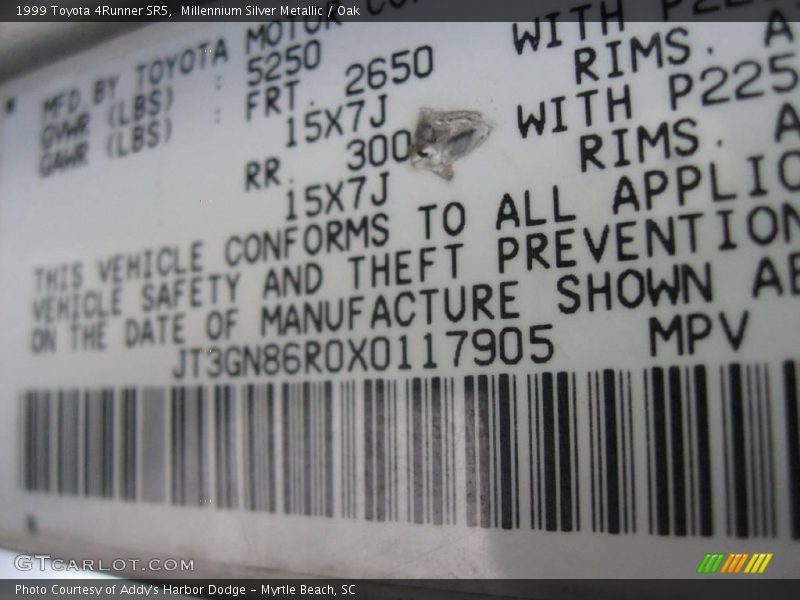 1999 Toyota 4Runner SR5, Millennium Silver Metallic / Oak
MFD BY TOYOTA MOTOR
GVWR (LBS) : 5250 WITH
GAWR (LBS) : FRT. 2650 RIMS. A
15X7J WITH P225
RR. 300 RIMS. A
15X7J
THIS VEHICLE CONFORMS TO ALL APPLIC
VEHICLE SAFETY AND THEFT PREVENTION
ON THE DATE OF MANUFACTURE SHOWN AB
JT3GN86R0X0117905 MPV
GTCARLOT.COM
Photo Courtesy of Addy's Harbor Dodge - Myrtle Beach, SC